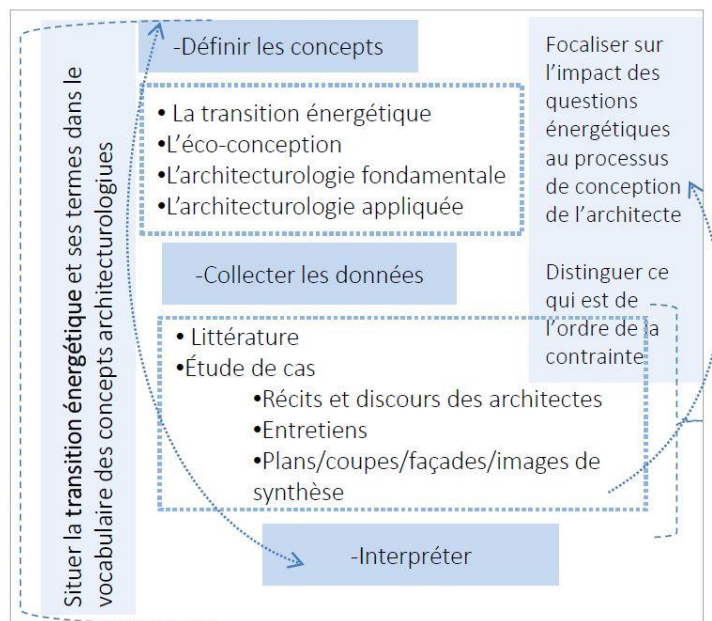 Situer la transition énergétique et ses termes dans le
vocabulaire des concepts architecturologiues
-Définir les concepts
• La transition énergétique
•L'éco-conception
•L'architecturologie fondamentale
•L'architecturologie appliquée
-Collecter les données
• Littérature
•Étude de cas
•Récits et discours des architectes
•Entretiens
•Plans/coupes/façades/images de
synthèse
-Interpréter
Focaliser sur
l'impact des
questions
énergétiques
au processus
de conception
de l'architecte
Distinguer ce
qui est de
l'ordre de la
contrainte